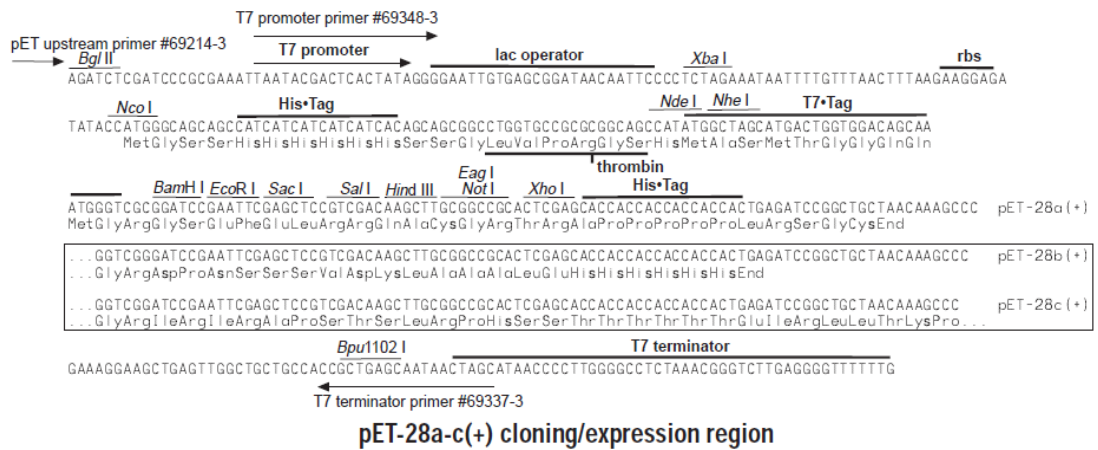 T7 promoter primer #69348-3
pET upstream primer #69214-3
Bgl II
T7 promoter
lac operator
Xba I
rbs
AGATCTCGATCCCGCGAAATTAATACGACTCACTATAGGGGAATTGTGAGCGGATAACAATTCCCCTCTAGAAATAATTTTGTTTAACTTTAAGAAGGAGA
Nco I
His•Tag
Nde I
Nhe I
T7•Tag
TATACCATGGGCAGCAGCCATCATCATCATCATCACAGCAGCGGCCTGGTGCCGCGCGGCAGCCATATGGCTAGCATGACTGGTGGACAGCAA
MetGlySerSerHisHisHisHisHisHisSerSerGlyLeuValProArgGlySerHisMetAlaSerMetThrGlyGlyGlnGln
thrombin
Eag I
BamH I
EcoR I
Sac I
Sal I
Hind III
Not I
Xho I
His•Tag
ATGGGTCGCGGATCCGAATTCGAGCTCCGTCGACAAGCTTGCGGCCGCACTCGAGCACCACCACCACCACCACTGAGATCCGGCTGCTAACAAAGCCC pET-28a(+)
MetGlyArgGlySerGluPheGluLeuArgArgGlnAlaCysGlyArgThrArgAlaProProProProProLeuArgSerGlyCysEnd
...GGTCGGGATCCGAATTCGAGCTCCGTCGACAAGCTTGCGGCCGCACTCGAGCACCACCACCACCACCACTGAGATCCGGCTGCTAACAAAGCCC pET-28b(+)
...GlyArgAspProAsnSerSerSerValAspLysLeuAlaAlaAlaLeuGluHisHisHisHisHisHisEnd
...GGTCGGATCCGAATTCGAGCTCCGTCGACAAGCTTGCGGCCGCACTCGAGCACCACCACCACCACCACTGAGATCCGGCTGCTAACAAAGCCC pET-28c(+)
...GlyArgIleArgIleArgAlaProSerThrSerLeuArgProHisSerSerThrThrThrThrThrThrGluIleArgLeuLeuThrLysPro...
Bpu1102 I
T7 terminator
GAAAGGAAGCTGAGTTGGCTGCTGCCACCGCTGAGCAATAACTAGCATAACCCCTTGGGGCCTCTAAACGGGTCTTGAGGGGTTTTTTG
T7 terminator primer #69337-3
pET-28a-c(+) cloning/expression region